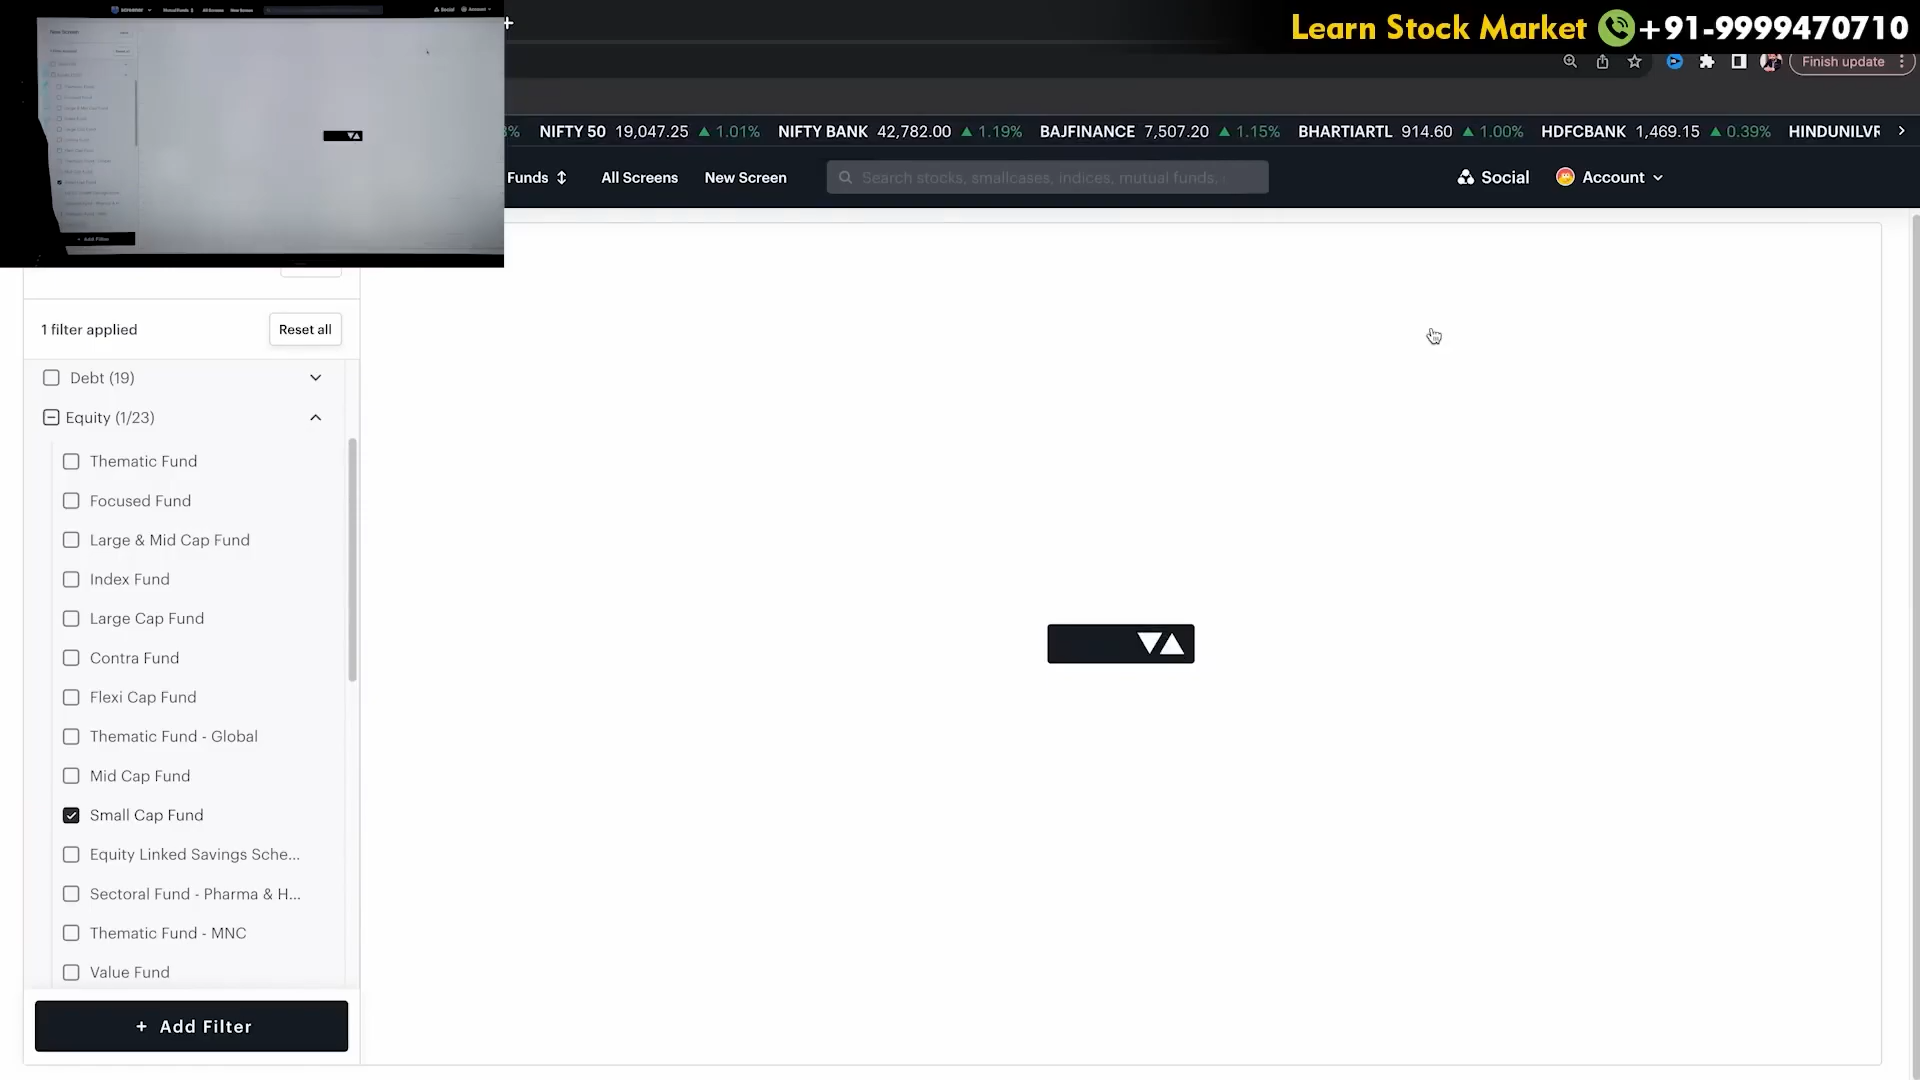 Learn Stock Market +91-9999470710
Finish update
NIFTY 50 19,047.25 ▲ 1.01% NIFTY BANK 42,782.00 ▲ 1.19% BAJFINANCE 7,507.20 ▲ 1.15% BHARTIARTL 914.60 ▲ 1.00% HDFCBANK 1,469.15 ▲ 0.39% HINDUNILVR
Funds All Screens New Screen Search stocks, smallcases, indices, mutual funds, Social Account
1 filter applied Reset all
Debt (19)
Equity (1/23)
Thematic Fund
Focused Fund
Large & Mid Cap Fund
Index Fund
Large Cap Fund
Contra Fund
Flexi Cap Fund
Thematic Fund - Global
Mid Cap Fund
Small Cap Fund
Equity Linked Savings Sche...
Sectoral Fund - Pharma & H...
Thematic Fund - MNC
Value Fund
+ Add Filter